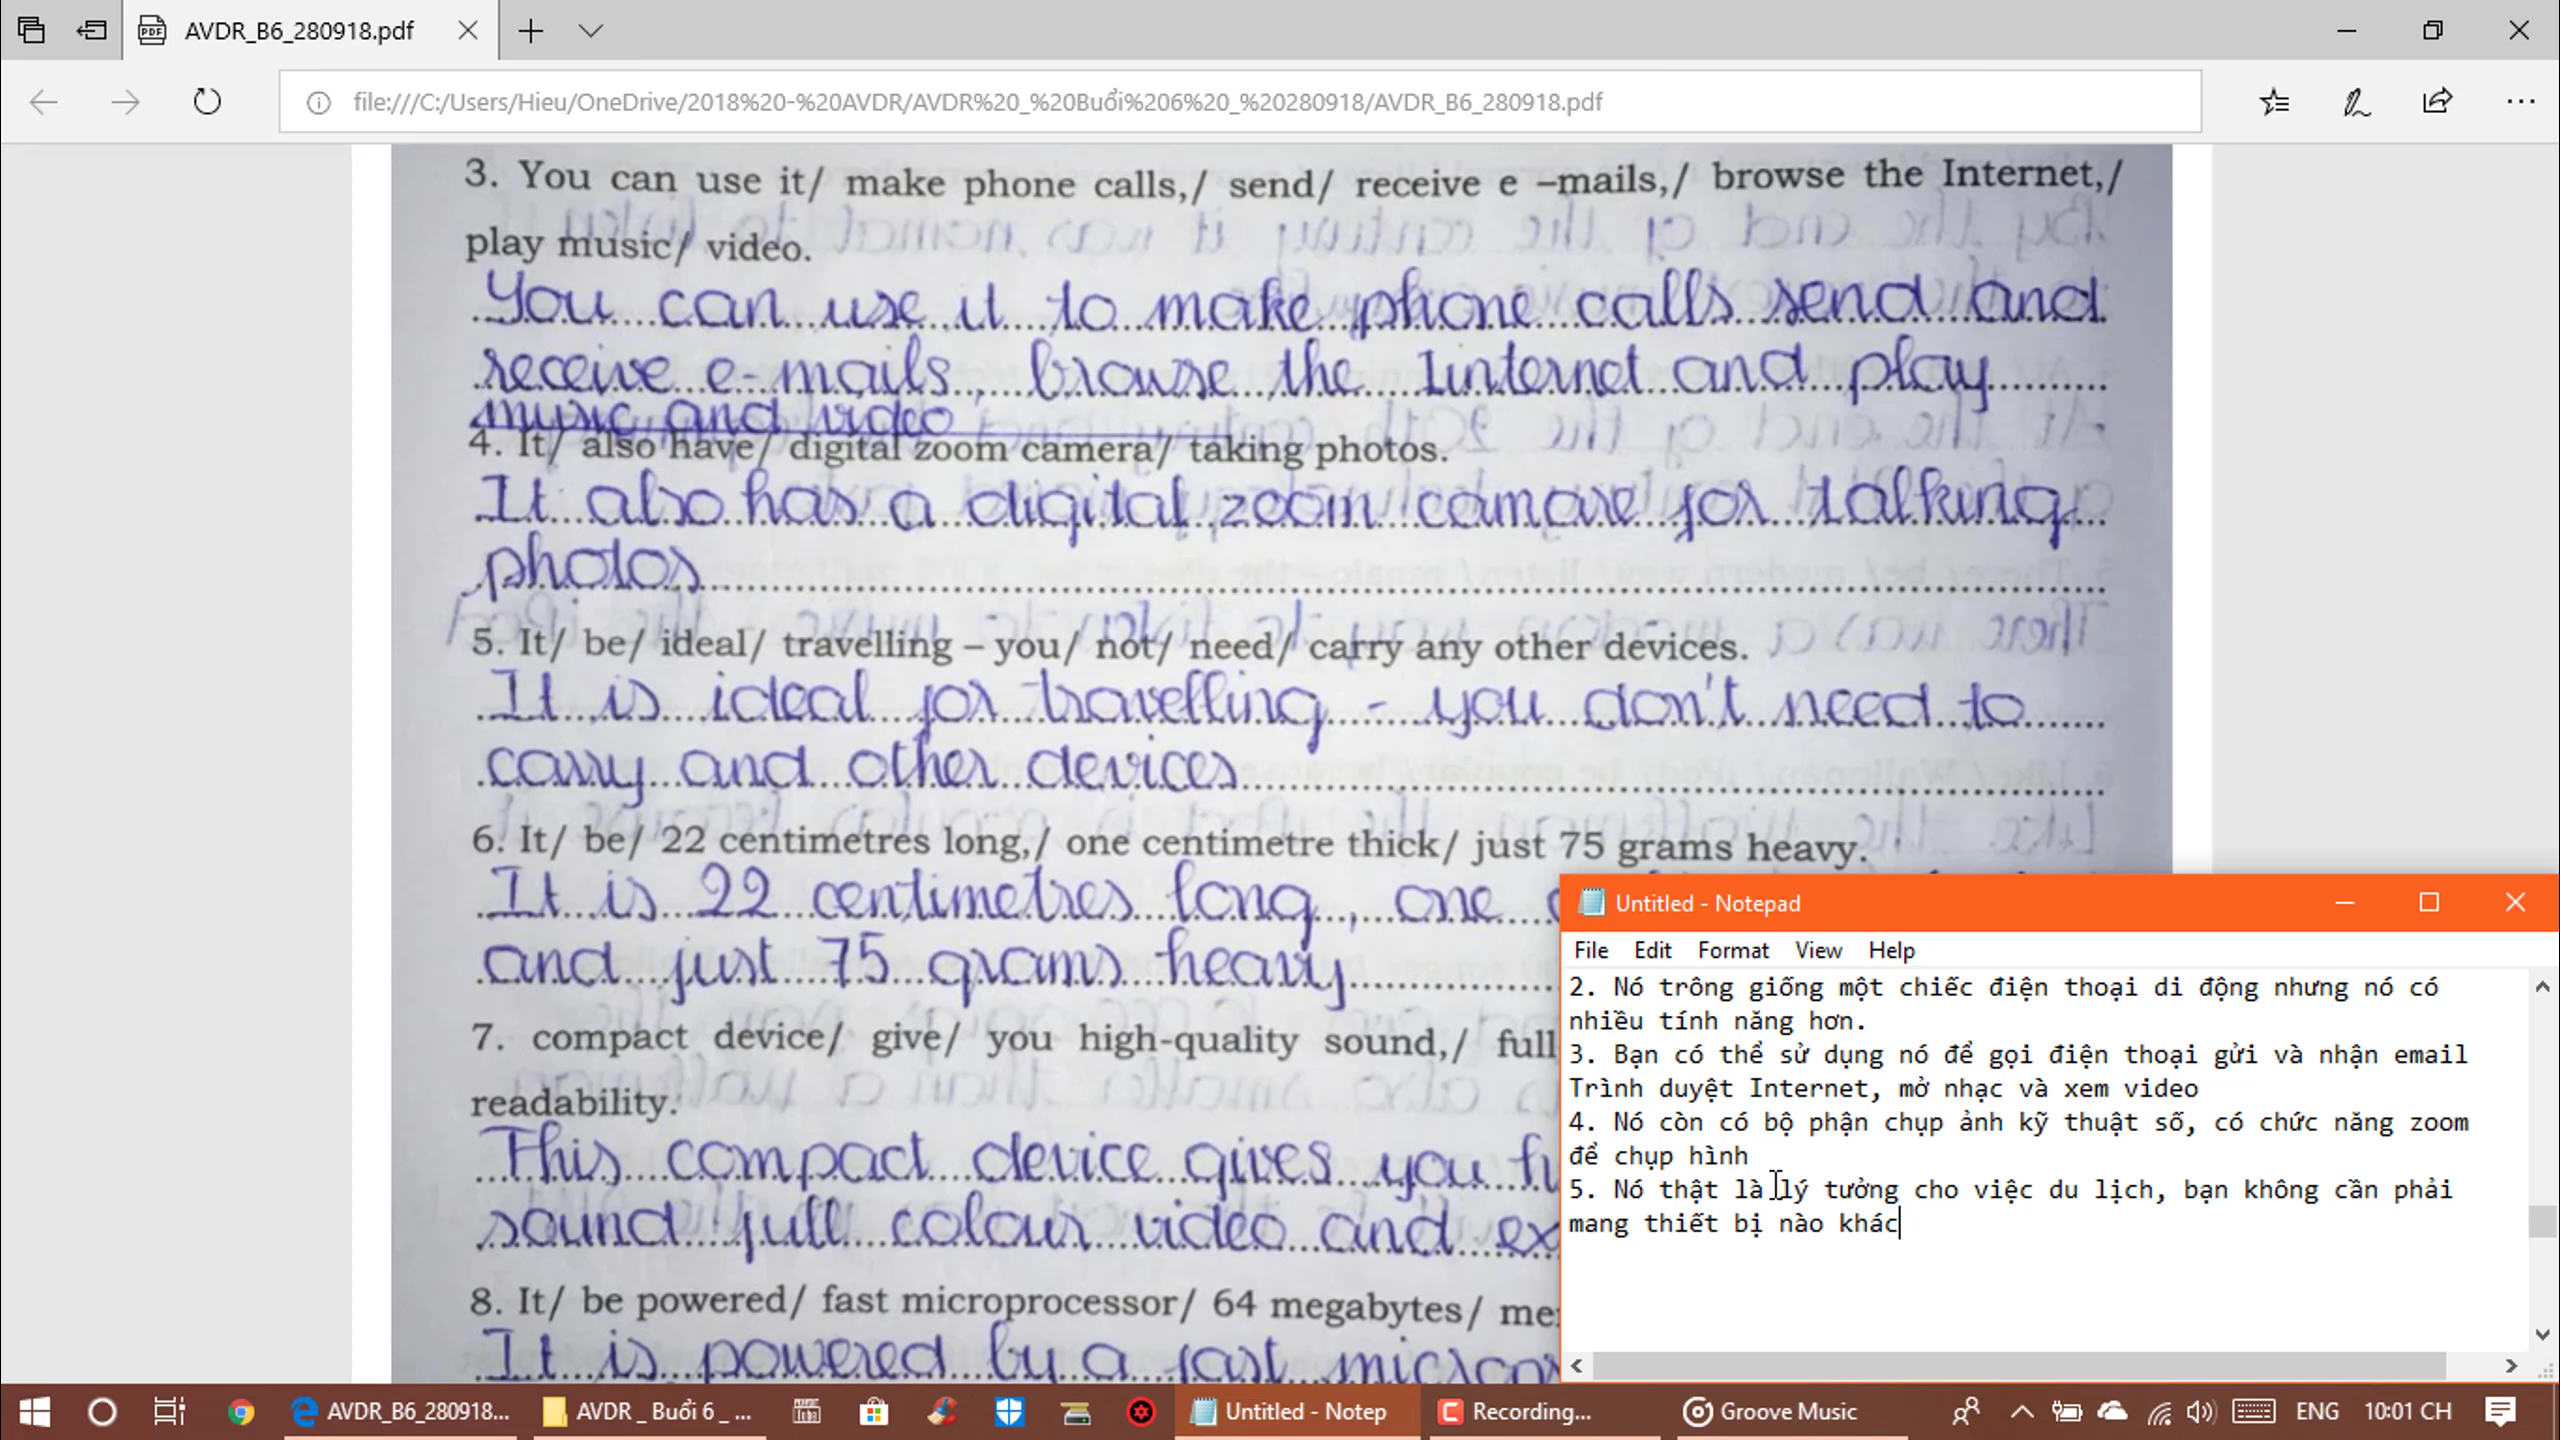 AVDR_B6_280918.pdf
file:///C:/Users/Hieu/OneDrive/2018%20-%20AVDR/AVDR%20_%20Buổi%206%20_%20280918/AVDR_B6_280918.pdf
3. You can use it/ make phone calls,/ send/ receive e –mails,/ browse the Internet,/
play music/ video.
You can use it to make phone calls send and
receive e-mails, browse the Internet and play
music and video
4. It/ also have/ digital zoom camera/ taking photos.
It also has a digital zoom camare for talking
photos
5. It/ be/ ideal/ travelling – you/ not/ need/ carry any other devices.
It is ideal for travelling - you don't need to
carry and other devices
6. It/ be/ 22 centimetres long,/ one centimetre thick/ just 75 grams heavy.
It is 22 centimetres long, one
and just 75 grams heavy
7. compact device/ give/ you high-quality sound,/ full
readability.
This compact device gives you fu
sound full colour video and ex
8. It/ be powered/ fast microprocessor/ 64 megabytes/ me
It is powered by a fast microp
Untitled - Notepad
File Edit Format View Help
2. Nó trông giống một chiếc điện thoại di động nhưng nó có
nhiều tính năng hơn.
3. Bạn có thể sử dụng nó để gọi điện thoại gửi và nhận email
Trình duyệt Internet, mở nhạc và xem video
4. Nó còn có bộ phận chụp ảnh kỹ thuật số, có chức năng zoom
để chụp hình
5. Nó thật là lý tưởng cho việc du lịch, bạn không cần phải
mang thiết bị nào khác
AVDR_B6_280918... AVDR _ Buổi 6 _ ... Untitled - Notep Recording... Groove Music ENG 10:01 CH